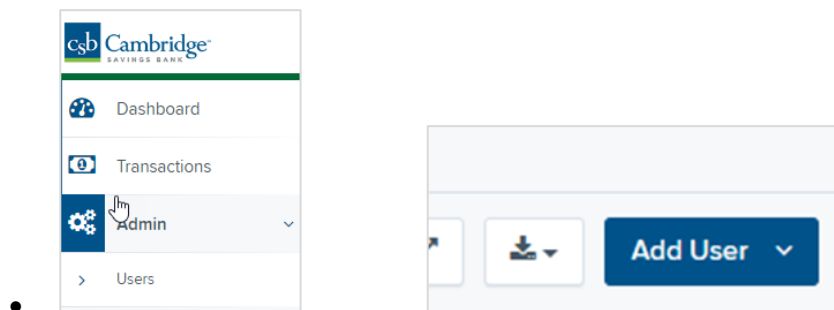 csb Cambridge
SAVINGS BANK
Dashboard
Transactions
Admin
Users
Add User